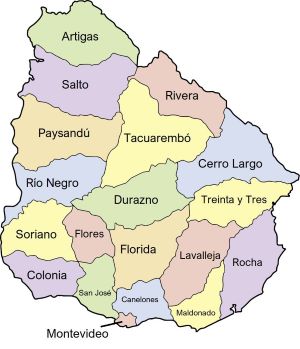 Artigas
Salto
Rivera
Paysandú
Tacuarembó
Cerro Largo
Río Negro
Durazno
Treinta y Tres
Soriano
Flores
Florida
Lavalleja
Rocha
Colonia
San José
Canelones
Maldonado
Montevideo